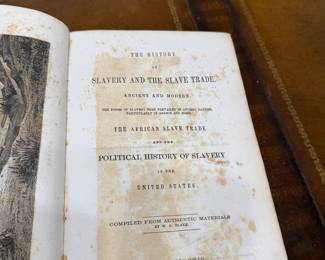 THE HISTORY
OF
SLAVERY AND THE SLAVE TRADE,
ANCIENT AND MODERN.
THE FORMS OF SLAVERY THAT PREVAILED IN ANCIENT NATIONS,
PARTICULARLY IN GREECE AND ROME.
THE AFRICAN SLAVE TRADE
AND THE
POLITICAL HISTORY OF SLAVERY
IN THE
UNITED STATES.
COMPILED FROM AUTHENTIC MATERIALS
BY W. O. BLAKE.
OHIO: